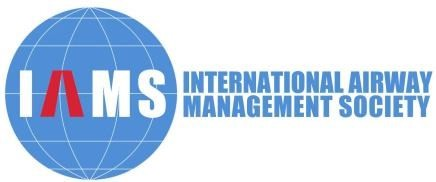 IAMS
INTERNATIONAL AIRWAY
MANAGEMENT SOCIETY